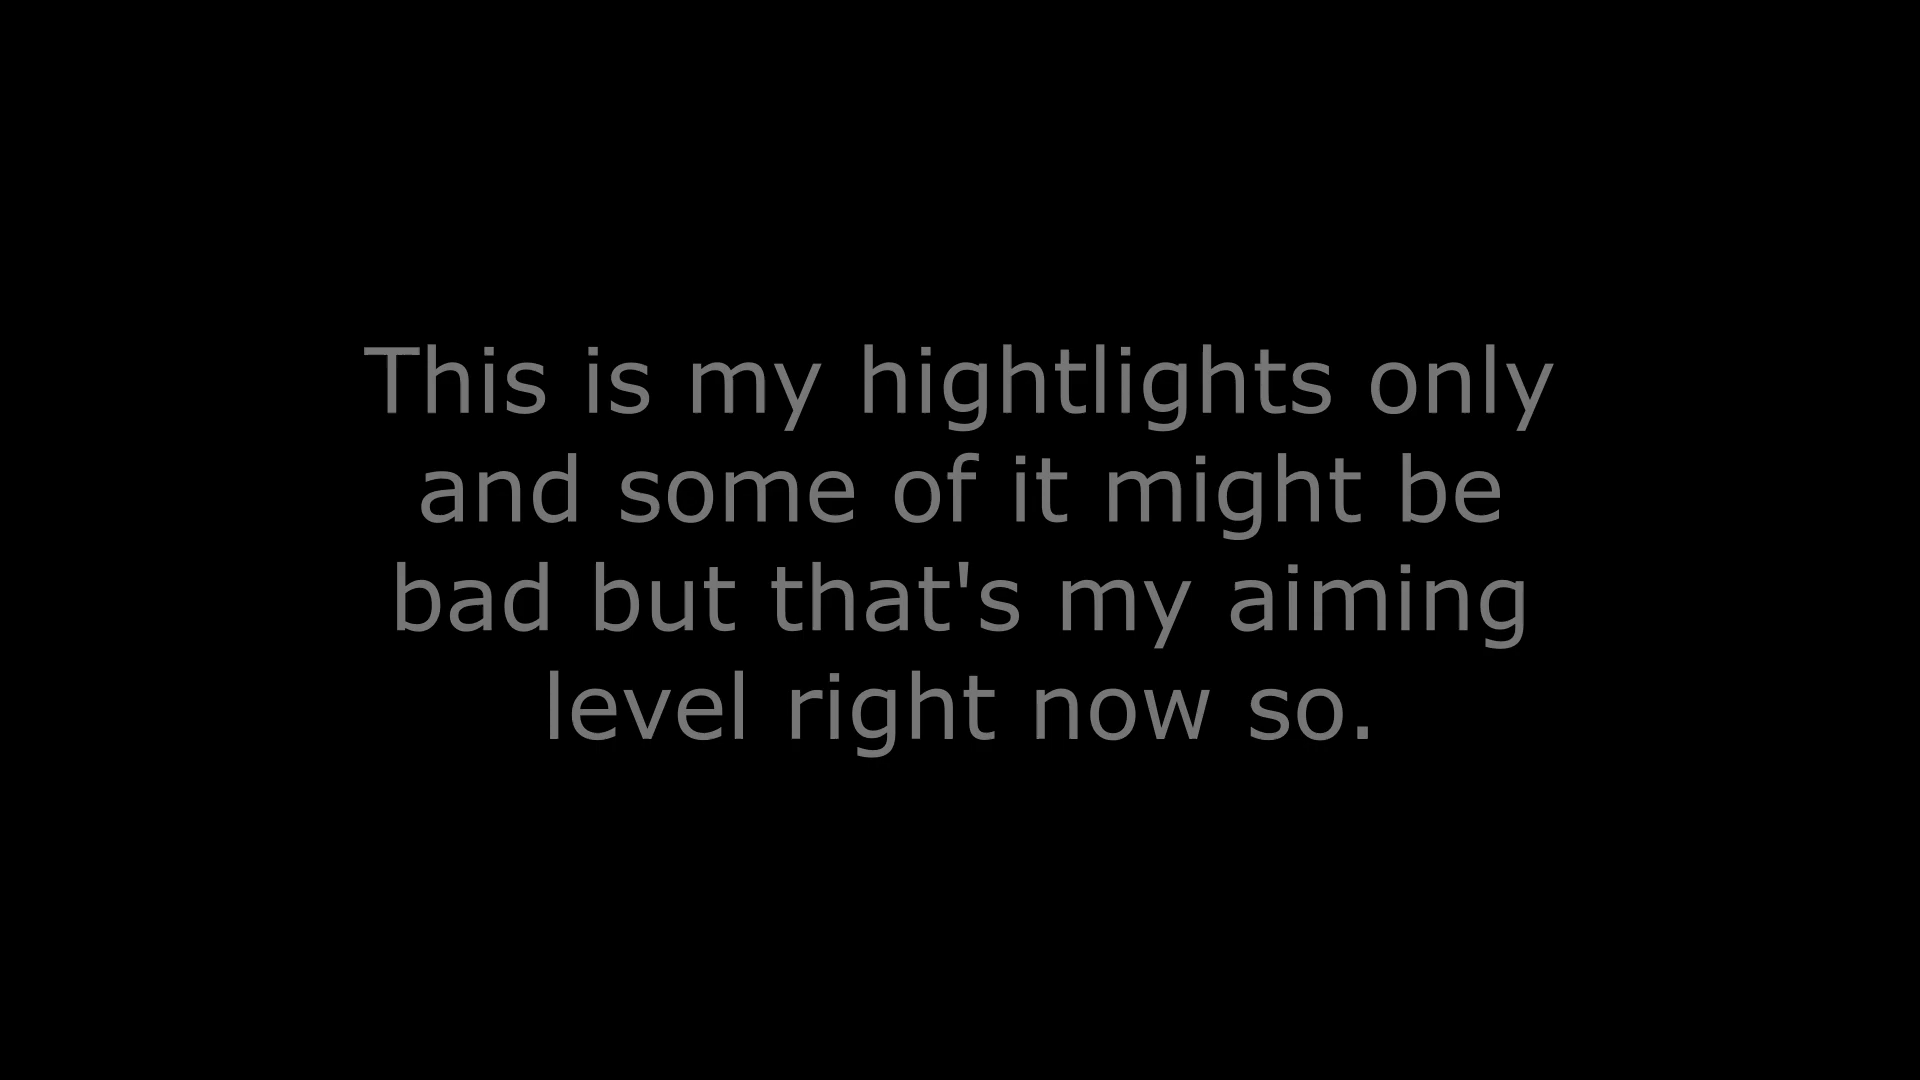 This is my hightlights only
and some of it might be
bad but that's my aiming
level right now so.